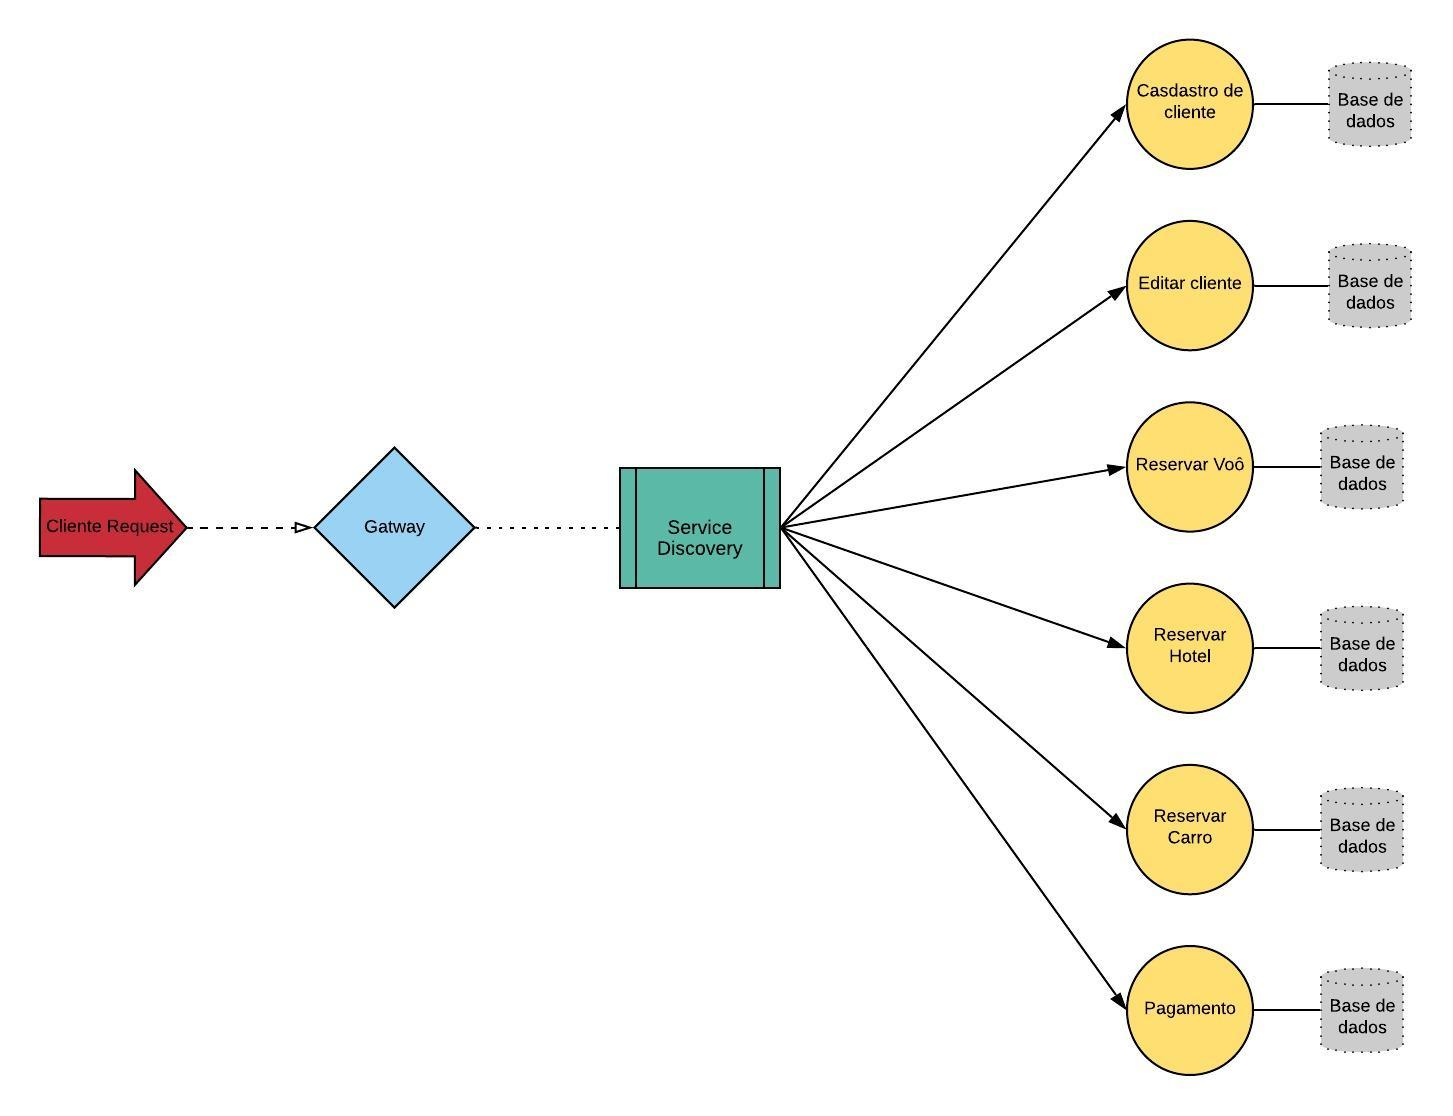 Casdastro de
cliente
Base de
dados
Editar cliente
Base de
dados
Reservar Voô
Base de
dados
Cliente Request
Gatway
Service
Discovery
Reservar
Hotel
Base de
dados
Reservar
Carro
Base de
dados
Pagamento
Base de
dados